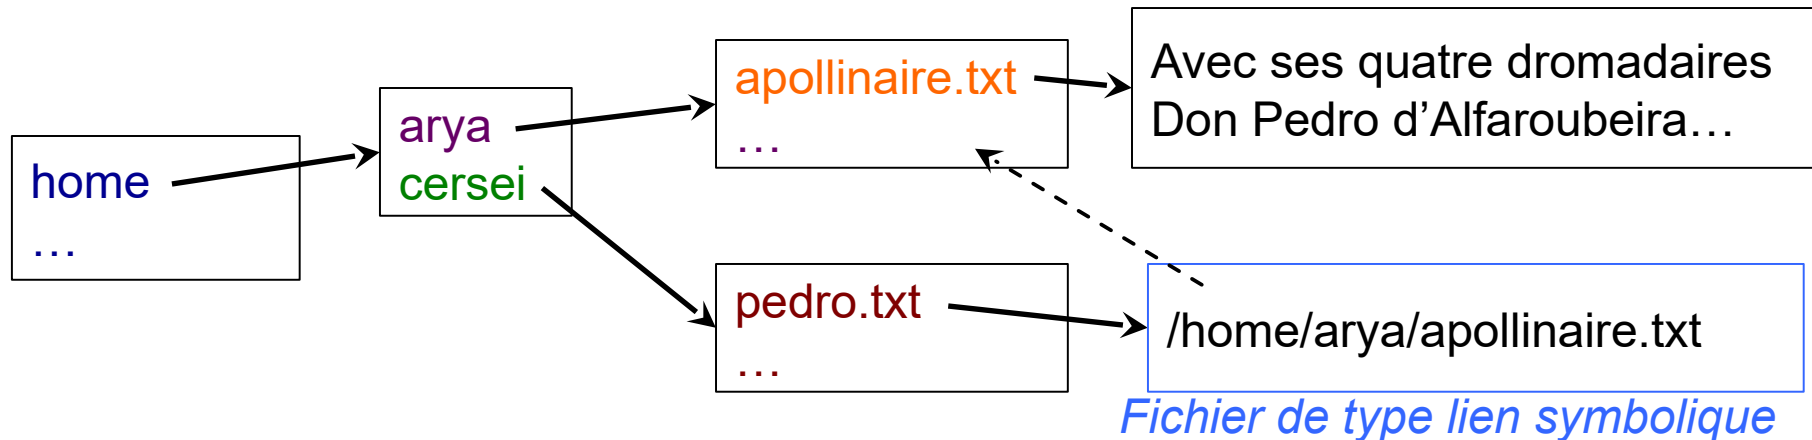 home
…
arya
cersei
apollinaire.txt
…
Avec ses quatre dromadaires
Don Pedro d’Alfaroubeira…
pedro.txt
…
/home/arya/apollinaire.txt
Fichier de type lien symbolique